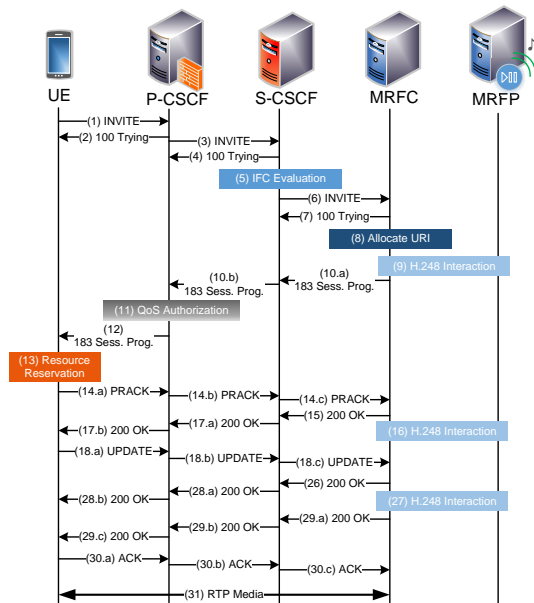 UE
P-CSCF
S-CSCF
MRFC
MRFP
(1) INVITE
(2) 100 Trying
(3) INVITE
(4) 100 Trying
(5) IFC Evaluation
(6) INVITE
(7) 100 Trying
(8) Allocate URI
(9) H.248 Interaction
(10.b)
183 Sess. Prog.
(10.a)
183 Sess. Prog.
(11) QoS Authorization
(12)
183 Sess. Prog.
(13) Resource
Reservation
(14.a) PRACK
(14.b) PRACK
(14.c) PRACK
(15) 200 OK
(17.a) 200 OK
(17.b) 200 OK
(16) H.248 Interaction
(18.a) UPDATE
(18.b) UPDATE
(18.c) UPDATE
(26) 200 OK
(28.a) 200 OK
(28.b) 200 OK
(27) H.248 Interaction
(29.a) 200 OK
(29.b) 200 OK
(29.c) 200 OK
(30.a) ACK
(30.b) ACK
(30.c) ACK
(31) RTP Media